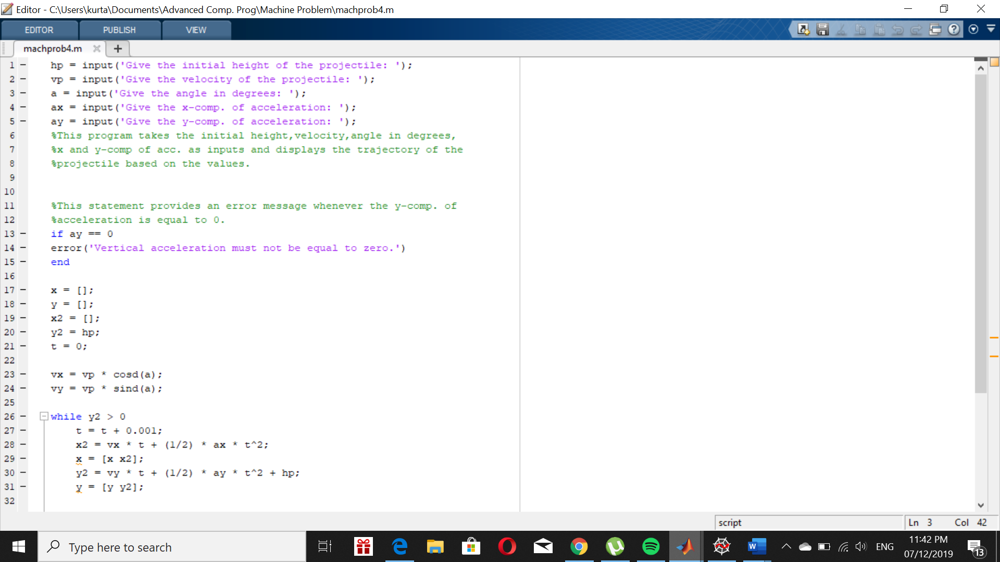 Editor - C:\Users\kurta\Documents\Advanced Comp. Prog\Machine Problem\machprob4.m
EDITOR PUBLISH VIEW
machprob4.m
1 hp = input('Give the initial height of the projectile: ');
2 vp = input('Give the velocity of the projectile: ');
3 a = input('Give the angle in degrees: ');
4 ax = input('Give the x-comp. of acceleration: ');
5 ay = input('Give the y-comp. of acceleration: ');
6 %This program takes the initial height,velocity,angle in degrees,
7 %x and y-comp of acc. as inputs and displays the trajectory of the
8 %projectile based on the values.
9
10
11 %This statement provides an error message whenever the y-comp. of
12 %acceleration is equal to 0.
13 if ay == 0
14 error('Vertical acceleration must not be equal to zero.')
15 end
16
17 x = [];
18 y = [];
19 x2 = [];
20 y2 = hp;
21 t = 0;
22
23 vx = vp * cosd(a);
24 vy = vp * sind(a);
25
26 while y2 > 0
27 t = t + 0.001;
28 x2 = vx * t + (1/2) * ax * t^2;
29 x = [x x2];
30 y2 = vy * t + (1/2) * ay * t^2 + hp;
31 y = [y y2];
32
script Ln 3 Col 42
Type here to search
W
ENG
11:42 PM
07/12/2019
13